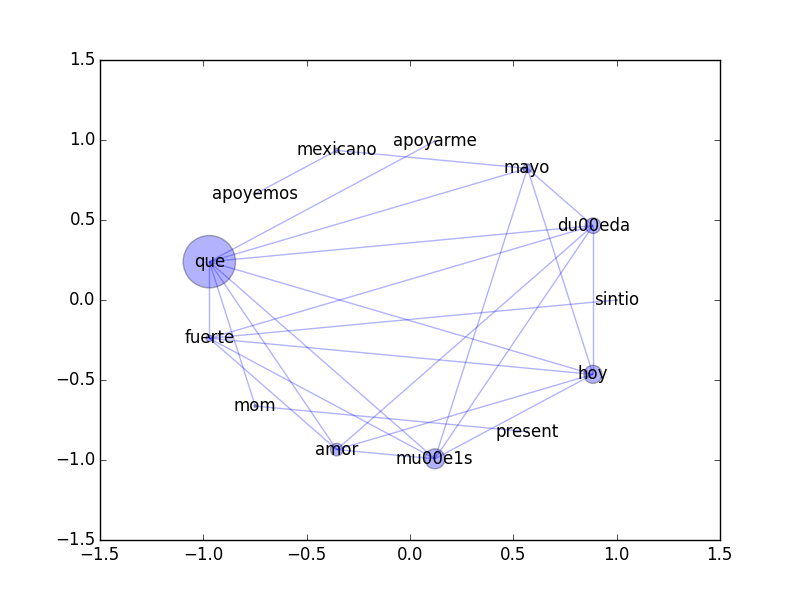 1.5
1.0
0.5
0.0
−0.5
−1.0
−1.5
apoyarme
mexicano
mayo
apoyemos
du00eda
que
sintio
fuerte
hoy
mom
present
amor
mu00e1s
−1.5
−1.0
−0.5
0.0
0.5
1.0
1.5